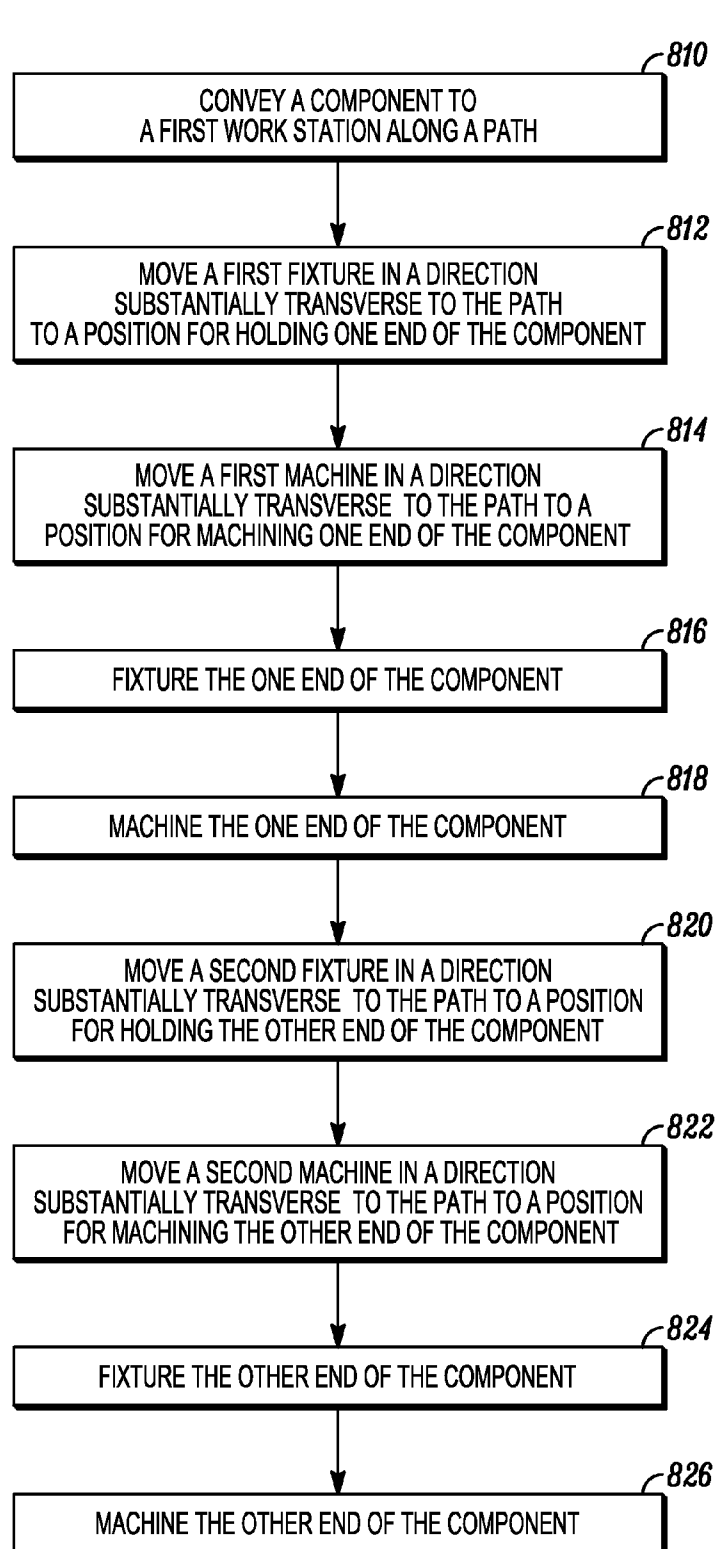 810
CONVEY A COMPONENT TO
A FIRST WORK STATION ALONG A PATH
812
MOVE A FIRST FIXTURE IN A DIRECTION
SUBSTANTIALLY TRANSVERSE TO THE PATH
TO A POSITION FOR HOLDING ONE END OF THE COMPONENT
814
MOVE A FIRST MACHINE IN A DIRECTION
SUBSTANTIALLY TRANSVERSE TO THE PATH TO A
POSITION FOR MACHINING ONE END OF THE COMPONENT
816
FIXTURE THE ONE END OF THE COMPONENT
818
MACHINE THE ONE END OF THE COMPONENT
820
MOVE A SECOND FIXTURE IN A DIRECTION
SUBSTANTIALLY TRANSVERSE TO THE PATH TO A POSITION
FOR HOLDING THE OTHER END OF THE COMPONENT
822
MOVE A SECOND MACHINE IN A DIRECTION
SUBSTANTIALLY TRANSVERSE TO THE PATH TO A POSITION
FOR MACHINING THE OTHER END OF THE COMPONENT
824
FIXTURE THE OTHER END OF THE COMPONENT
826
MACHINE THE OTHER END OF THE COMPONENT